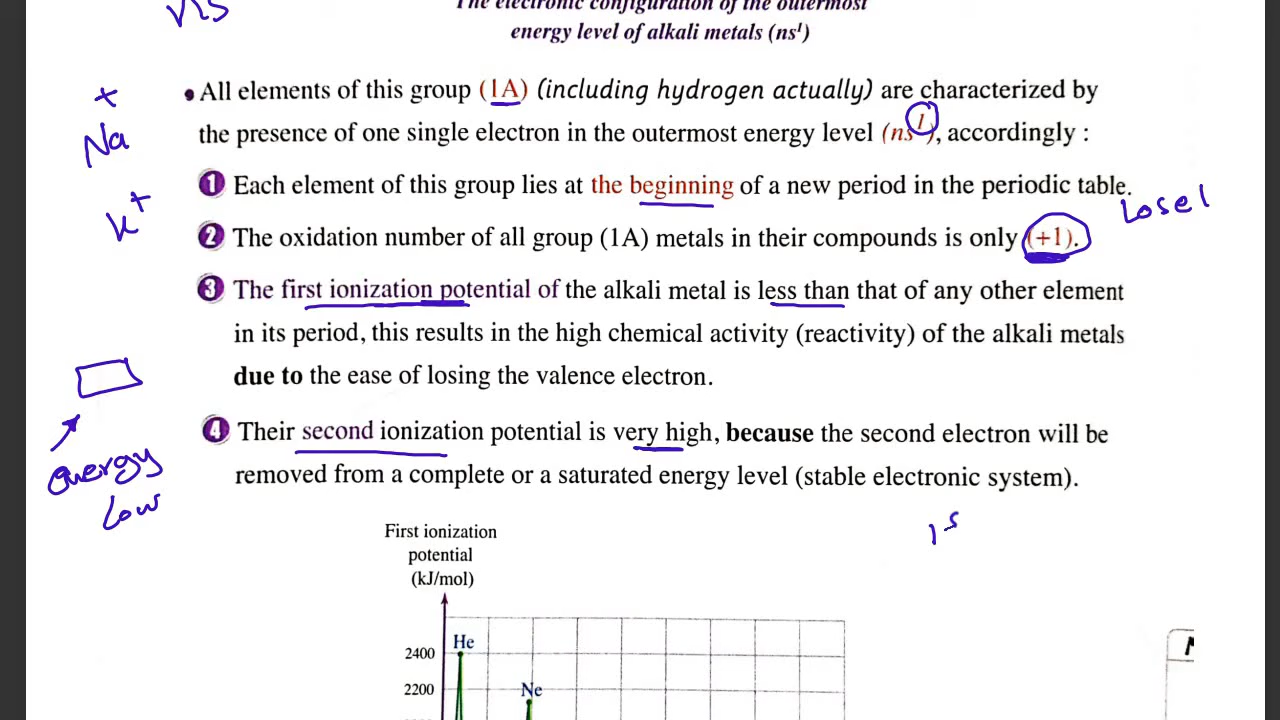 The electronic configuration of the outermost
energy level of alkali metals (ns¹)
• All elements of this group (1A) (including hydrogen actually) are characterized by
the presence of one single electron in the outermost energy level (ns¹), accordingly :
1 Each element of this group lies at the beginning of a new period in the periodic table.
2 The oxidation number of all group (1A) metals in their compounds is only (+1).
3 The first ionization potential of the alkali metal is less than that of any other element
in its period, this results in the high chemical activity (reactivity) of the alkali metals
due to the ease of losing the valence electron.
4 Their second ionization potential is very high, because the second electron will be
removed from a complete or a saturated energy level (stable electronic system).
+
Na
K+
Lose 1
energy
low
1s
First ionization
potential
(kJ/mol)
He
2400
Ne
2200